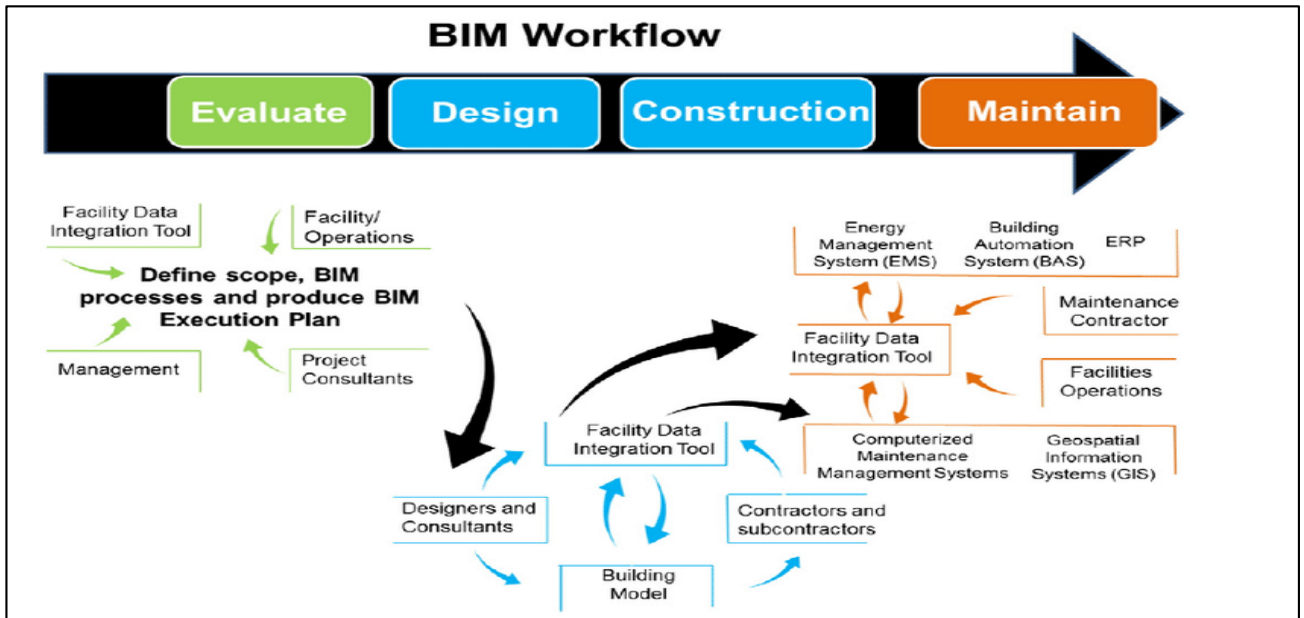 BIM Workflow
Evaluate
Design
Construction
Maintain
Facility Data
Integration Tool
Facility/
Operations
Define scope, BIM
processes and produce BIM
Execution Plan
Management
Project
Consultants
Facility Data
Integration Tool
Designers and
Consultants
Contractors and
subcontractors
Building
Model
Energy
Management
System (EMS)
Building
Automation
System (BAS)
ERP
Maintenance
Contractor
Facility Data
Integration Tool
Facilities
Operations
Computerized
Maintenance
Management Systems
Geospatial
Information
Systems (GIS)